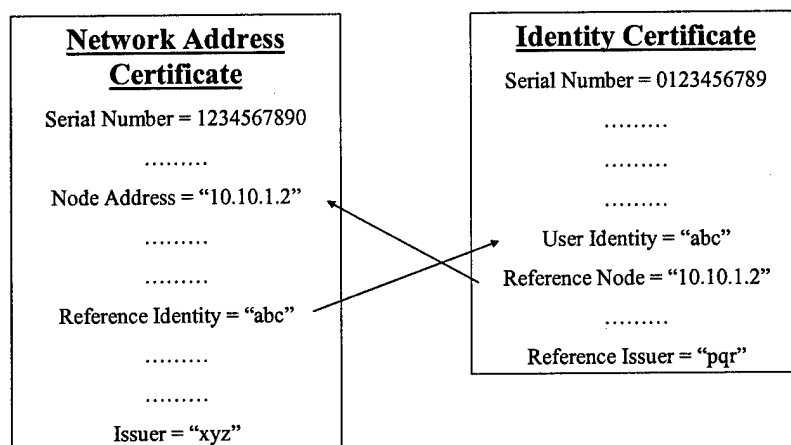 Network Address
Certificate
Serial Number = 1234567890
.........
Node Address = “10.10.1.2”
.........
.........
Reference Identity = “abc”
.........
.........
Issuer = “xyz”
Identity Certificate
Serial Number = 0123456789
.........
.........
.........
User Identity = “abc”
Reference Node = “10.10.1.2”
.........
Reference Issuer = “pqr”